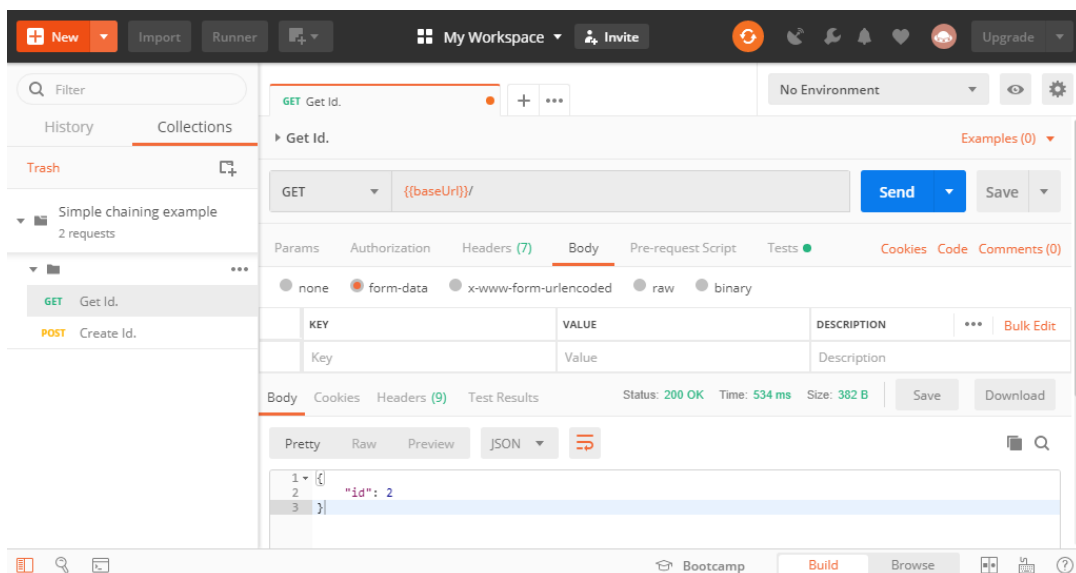 New Import Runner My Workspace Invite Upgrade
Filter
History Collections
Trash
Simple chaining example
2 requests
GET Get Id.
POST Create Id.
GET Get Id. No Environment
Get Id. Examples (0)
GET {{baseUrl}}/ Send Save
Params Authorization Headers (7) Body Pre-request Script Tests Cookies Code Comments (0)
none form-data x-www-form-urlencoded raw binary
KEY VALUE DESCRIPTION Bulk Edit
Key Value Description
Body Cookies Headers (9) Test Results Status: 200 OK Time: 534 ms Size: 382 B Save Download
Pretty Raw Preview JSON
1 {
2 "id": 2
3 }
Bootcamp Build Browse